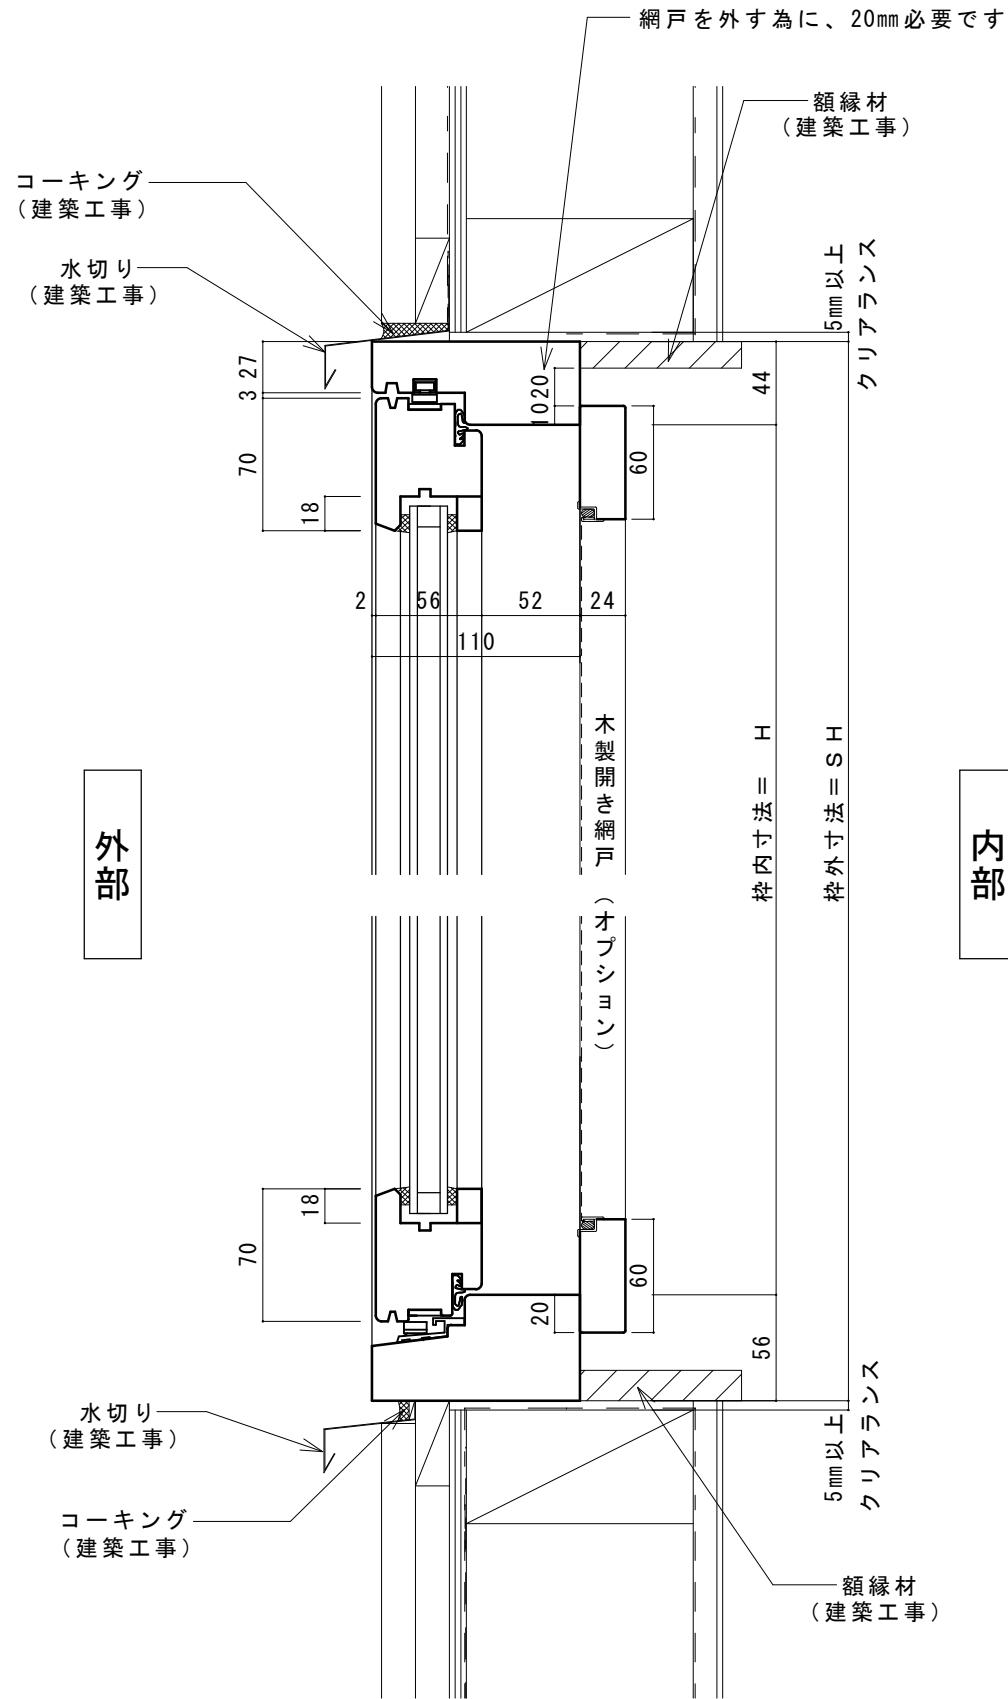 網戸を外す為に、20mm必要です
額縁材
（建築工事）
コーキング
（建築工事）
水切り
（建築工事）
5mm以上
クリアランス
27
3
70
18
20
10
44
60
2
56
52
24
110
木製開き網戸（オプション）
枠内寸法＝ H
枠外寸法＝SH
外部
内部
18
70
20
60
56
水切り
（建築工事）
コーキング
（建築工事）
5mm以上
クリアランス
額縁材
（建築工事）